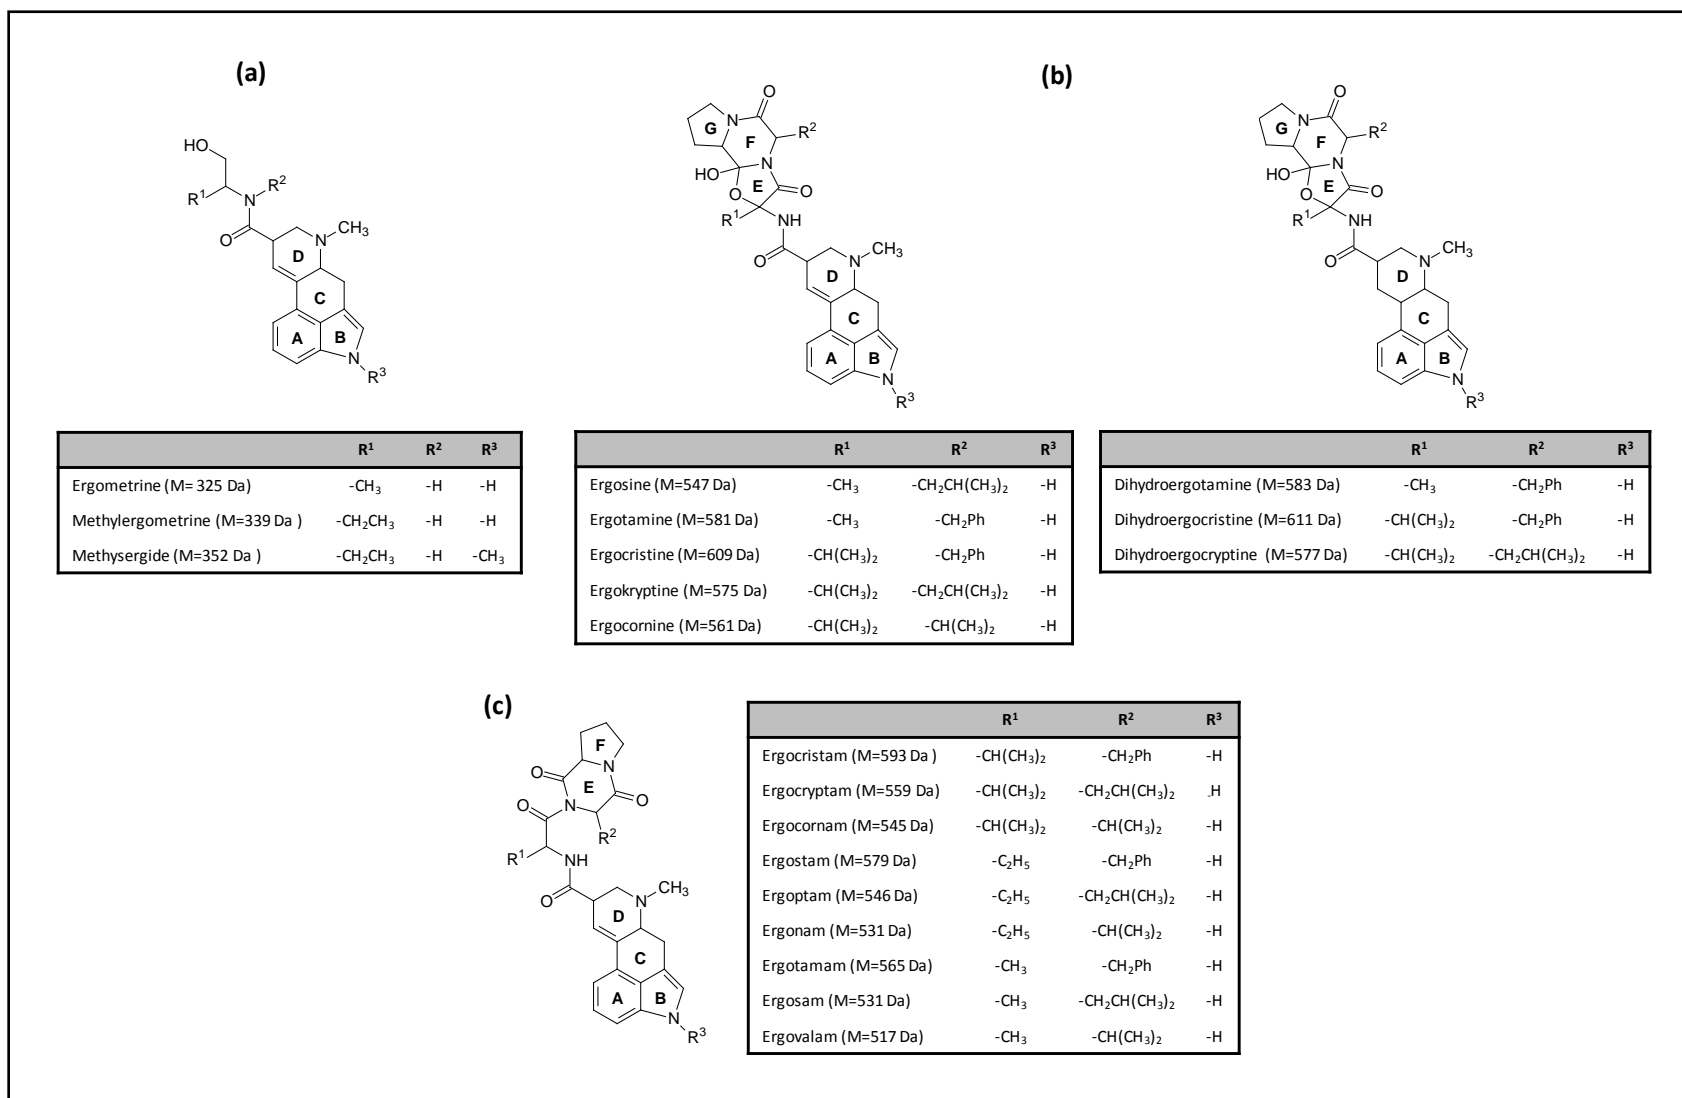 (a)
HO
R¹
N
R²
O
N
CH₃
D
C
A
B
N
R³
R¹ R² R³
Ergometrine (M= 325 Da) -CH₃ -H -H
Methylergometrine (M=339 Da ) -CH₂CH₃ -H -H
Methysergide (M=352 Da ) -CH₂CH₃ -H -CH₃
(b)
O
G
N
R²
F
HO
N
E
O
O
R¹
NH
O
N
CH₃
D
C
A
B
N
R³
R¹ R² R³
Ergosine (M=547 Da) -CH₃ -CH₂CH(CH₃)₂ -H
Ergotamine (M=581 Da) -CH₃ -CH₂Ph -H
Ergocristine (M=609 Da) -CH(CH₃)₂ -CH₂Ph -H
Ergokryptine (M=575 Da) -CH(CH₃)₂ -CH₂CH(CH₃)₂ -H
Ergocornine (M=561 Da) -CH(CH₃)₂ -CH(CH₃)₂ -H
O
G
N
R²
F
HO
N
E
O
O
R¹
NH
O
N
CH₃
D
C
A
B
N
R³
R¹ R² R³
Dihydroergotamine (M=583 Da) -CH₃ -CH₂Ph -H
Dihydroergocristine (M=611 Da) -CH(CH₃)₂ -CH₂Ph -H
Dihydroergocryptine (M=577 Da) -CH(CH₃)₂ -CH₂CH(CH₃)₂ -H
(c)
F
N
O
E
O
N
O
R²
R¹
NH
O
N
CH₃
D
C
A
B
N
R³
R¹ R² R³
Ergocristam (M=593 Da ) -CH(CH₃)₂ -CH₂Ph -H
Ergocryptam (M=559 Da) -CH(CH₃)₂ -CH₂CH(CH₃)₂ .H
Ergocornam (M=545 Da) -CH(CH₃)₂ -CH(CH₃)₂ -H
Ergostam (M=579 Da) -C₂H₅ -CH₂Ph -H
Ergoptam (M=546 Da) -C₂H₅ -CH₂CH(CH₃)₂ -H
Ergonam (M=531 Da) -C₂H₅ -CH(CH₃)₂ -H
Ergotamam (M=565 Da) -CH₃ -CH₂Ph -H
Ergosam (M=531 Da) -CH₃ -CH₂CH(CH₃)₂ -H
Ergovalam (M=517 Da) -CH₃ -CH(CH₃)₂ -H